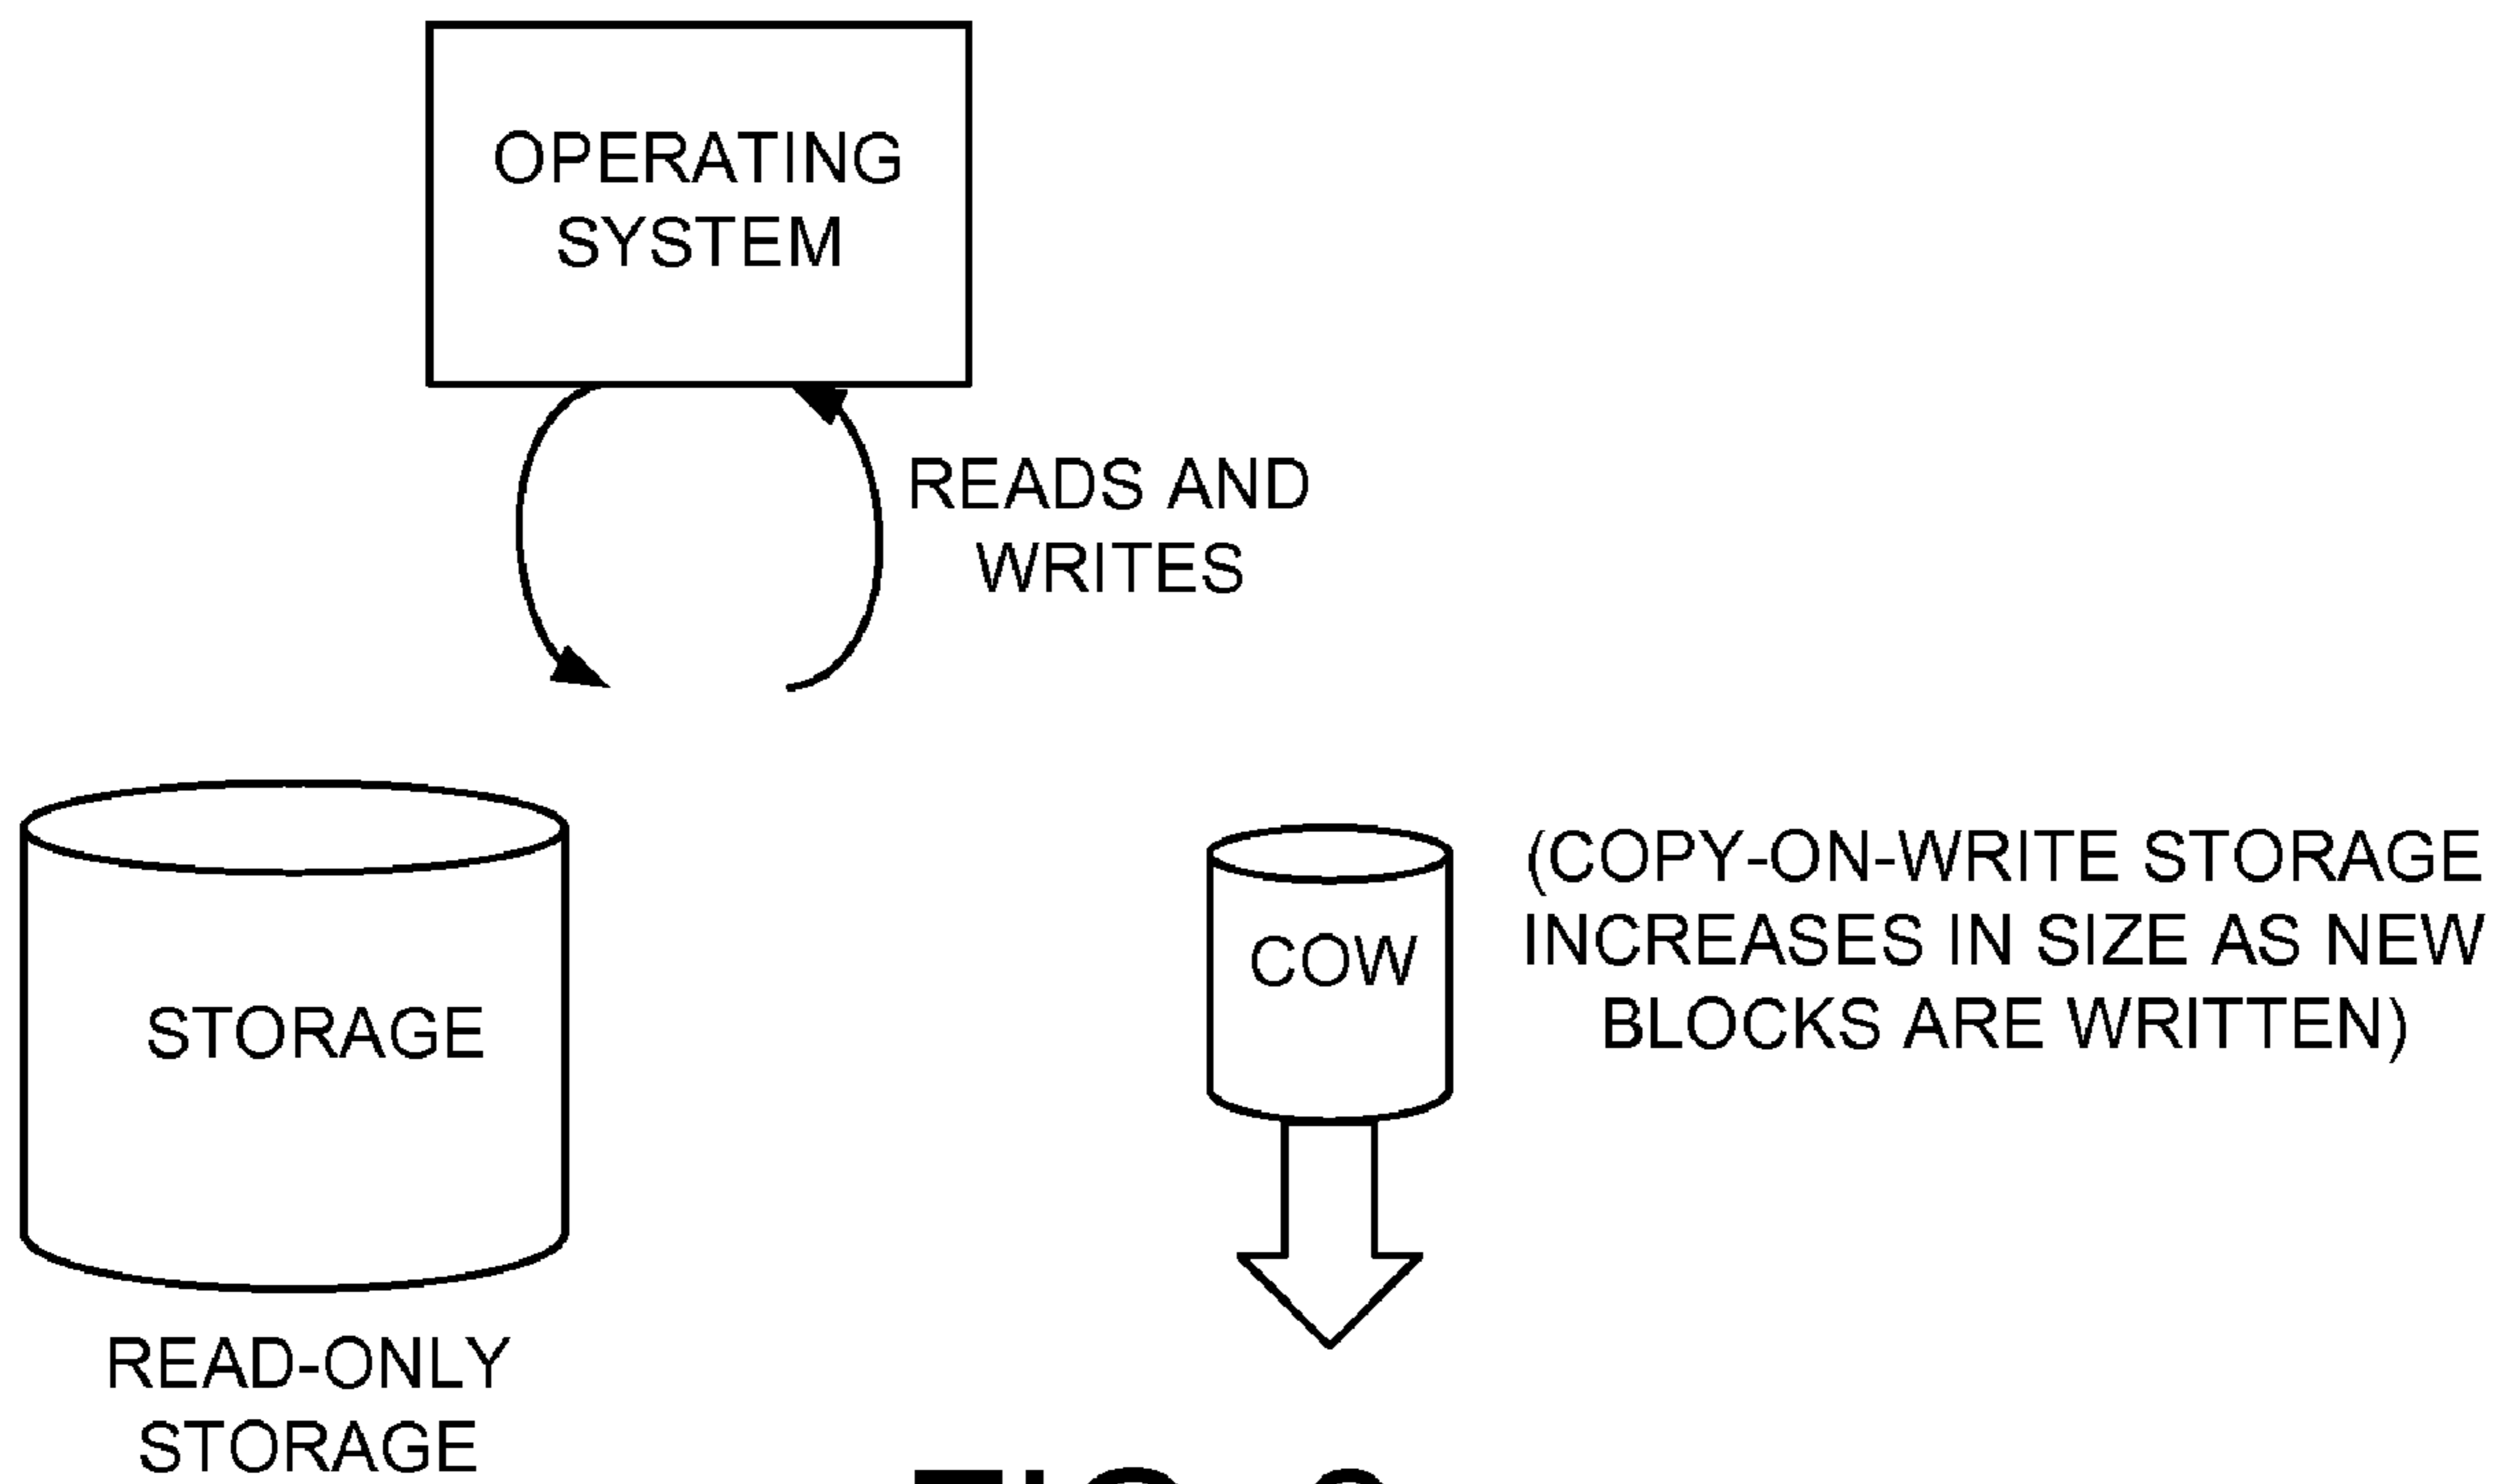 OPERATING
SYSTEM
READS AND
WRITES
STORAGE
READ-ONLY
STORAGE
COW
(COPY-ON-WRITE STORAGE
INCREASES IN SIZE AS NEW
BLOCKS ARE WRITTEN)